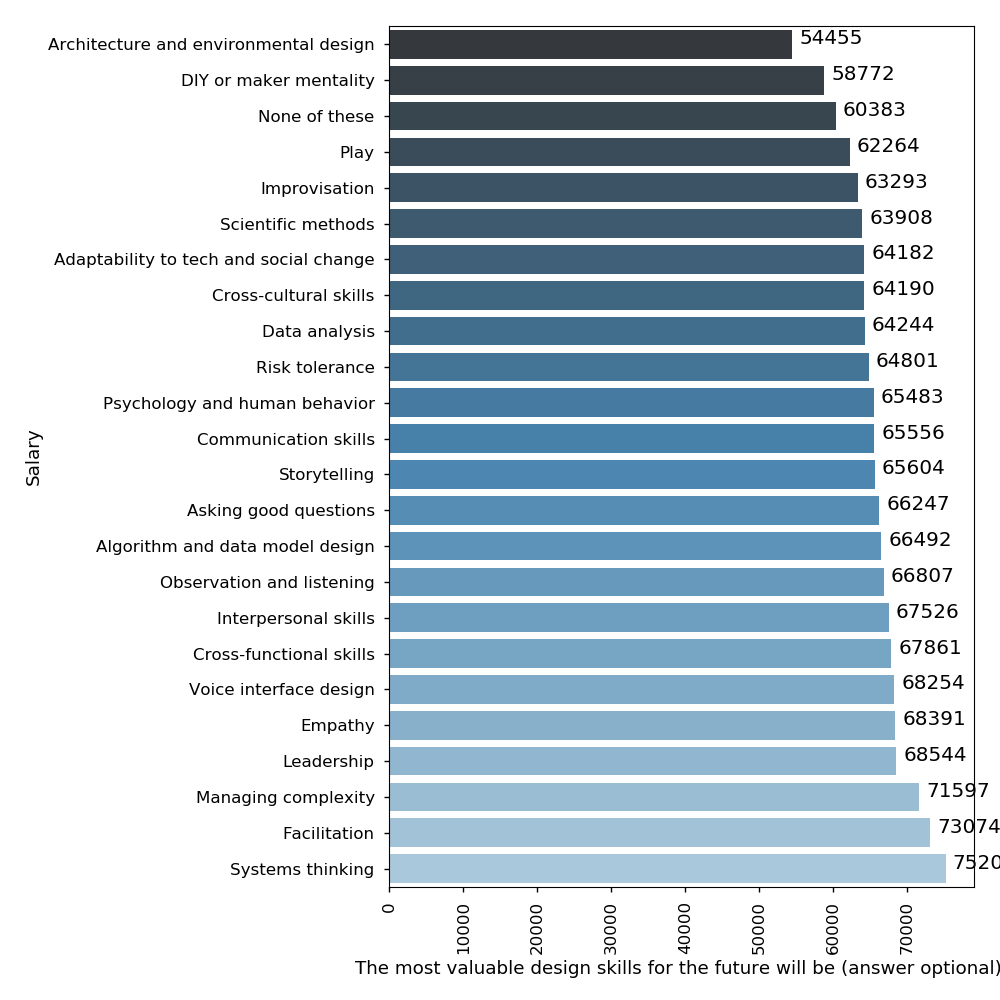 Architecture and environmental design 54455
DIY or maker mentality 58772
None of these 60383
Play 62264
Improvisation 63293
Scientific methods 63908
Adaptability to tech and social change 64182
Cross-cultural skills 64190
Data analysis 64244
Risk tolerance 64801
Psychology and human behavior 65483
Communication skills 65556
Storytelling 65604
Asking good questions 66247
Algorithm and data model design 66492
Observation and listening 66807
Interpersonal skills 67526
Cross-functional skills 67861
Voice interface design 68254
Empathy 68391
Leadership 68544
Managing complexity 71597
Facilitation 73074
Systems thinking 7520
Salary
0 10000 20000 30000 40000 50000 60000 70000
The most valuable design skills for the future will be (answer optional)